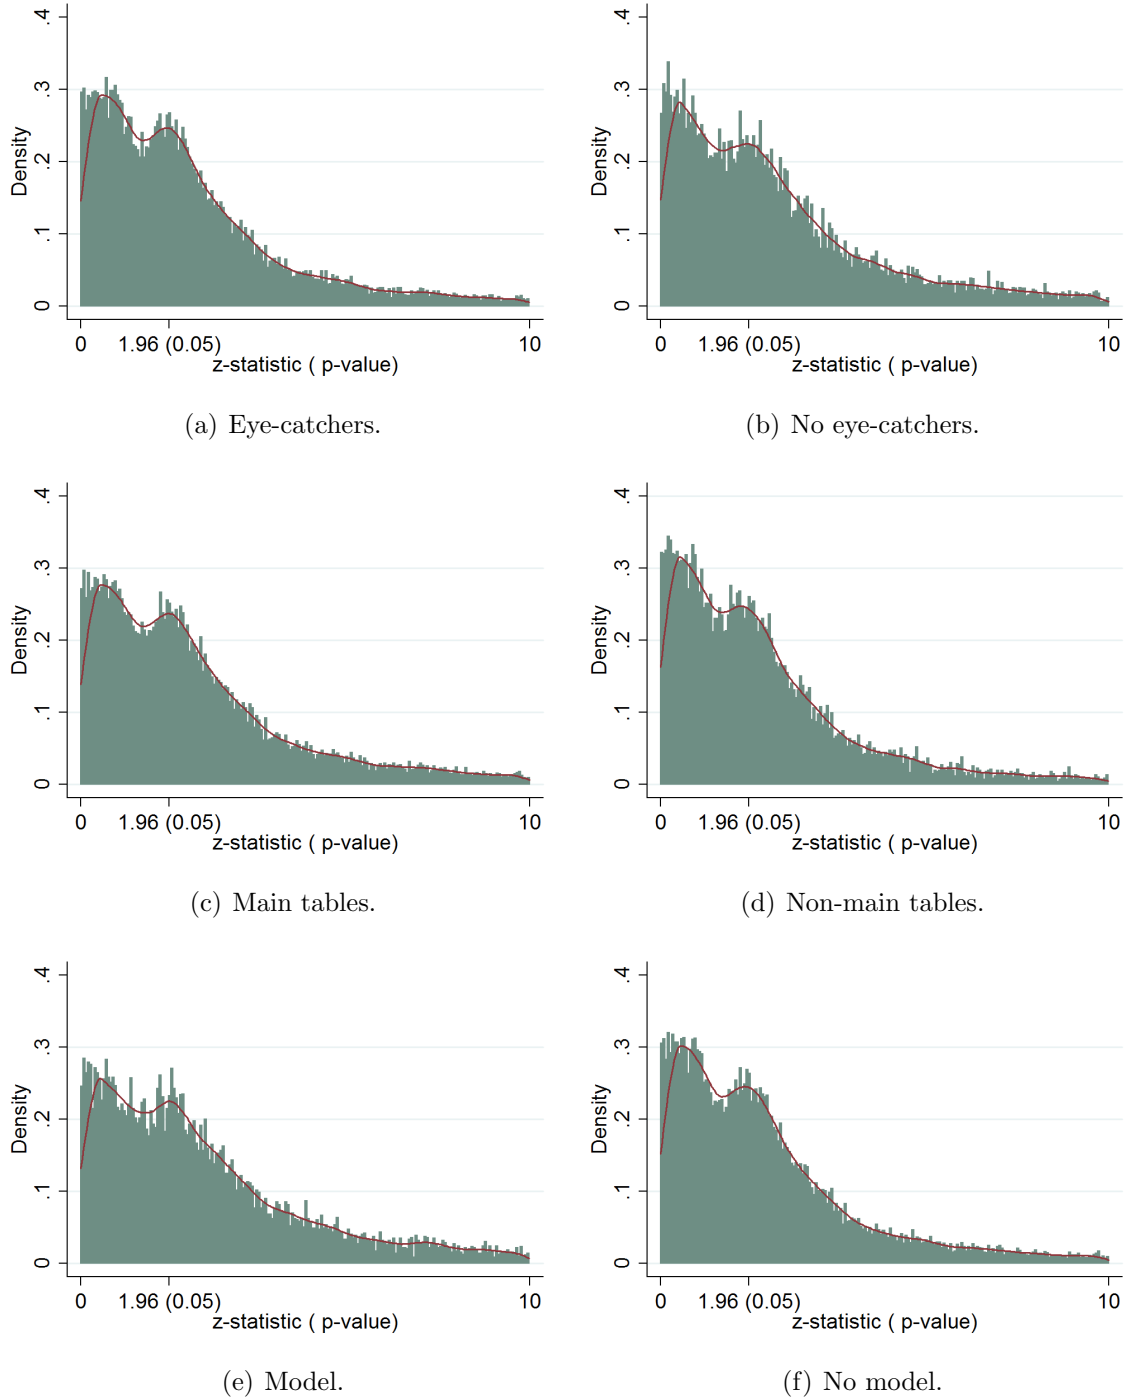 .4
.3
.2
.1
0
Density
0 1.96 (0.05) 10
z-statistic ( p-value)
(a) Eye-catchers.
.4
.3
.2
.1
0
Density
0 1.96 (0.05) 10
z-statistic ( p-value)
(b) No eye-catchers.
.4
.3
.2
.1
0
Density
0 1.96 (0.05) 10
z-statistic ( p-value)
(c) Main tables.
.4
.3
.2
.1
0
Density
0 1.96 (0.05) 10
z-statistic ( p-value)
(d) Non-main tables.
.4
.3
.2
.1
0
Density
0 1.96 (0.05) 10
z-statistic ( p-value)
(e) Model.
.4
.3
.2
.1
0
Density
0 1.96 (0.05) 10
z-statistic ( p-value)
(f) No model.